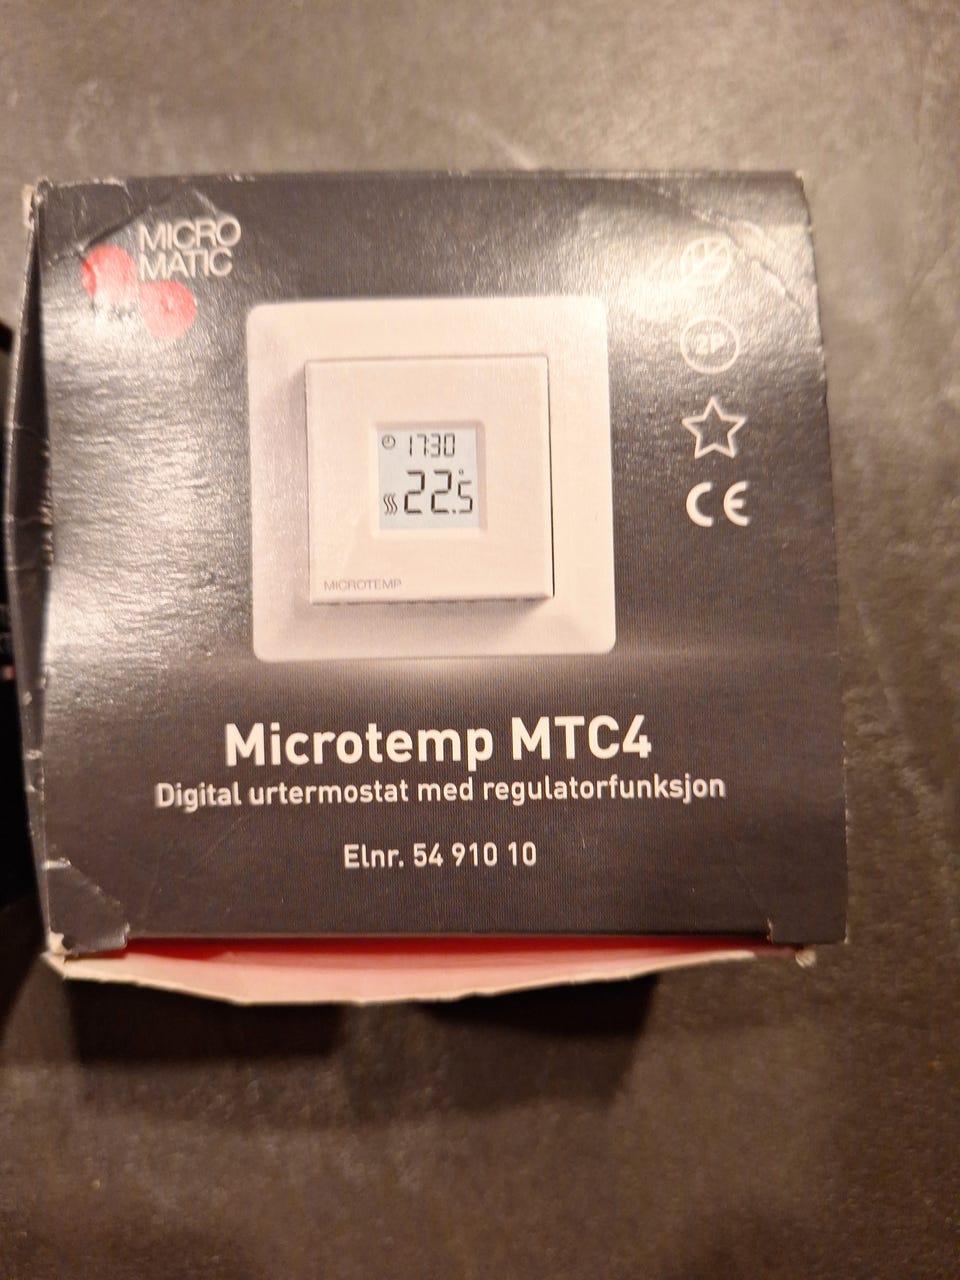 MICRO
MATIC
2P
CE
17:30
22.5°
MICROTEMP
Microtemp MTC4
Digital urtermostat med regulatorfunksjon
Elnr. 54 910 10